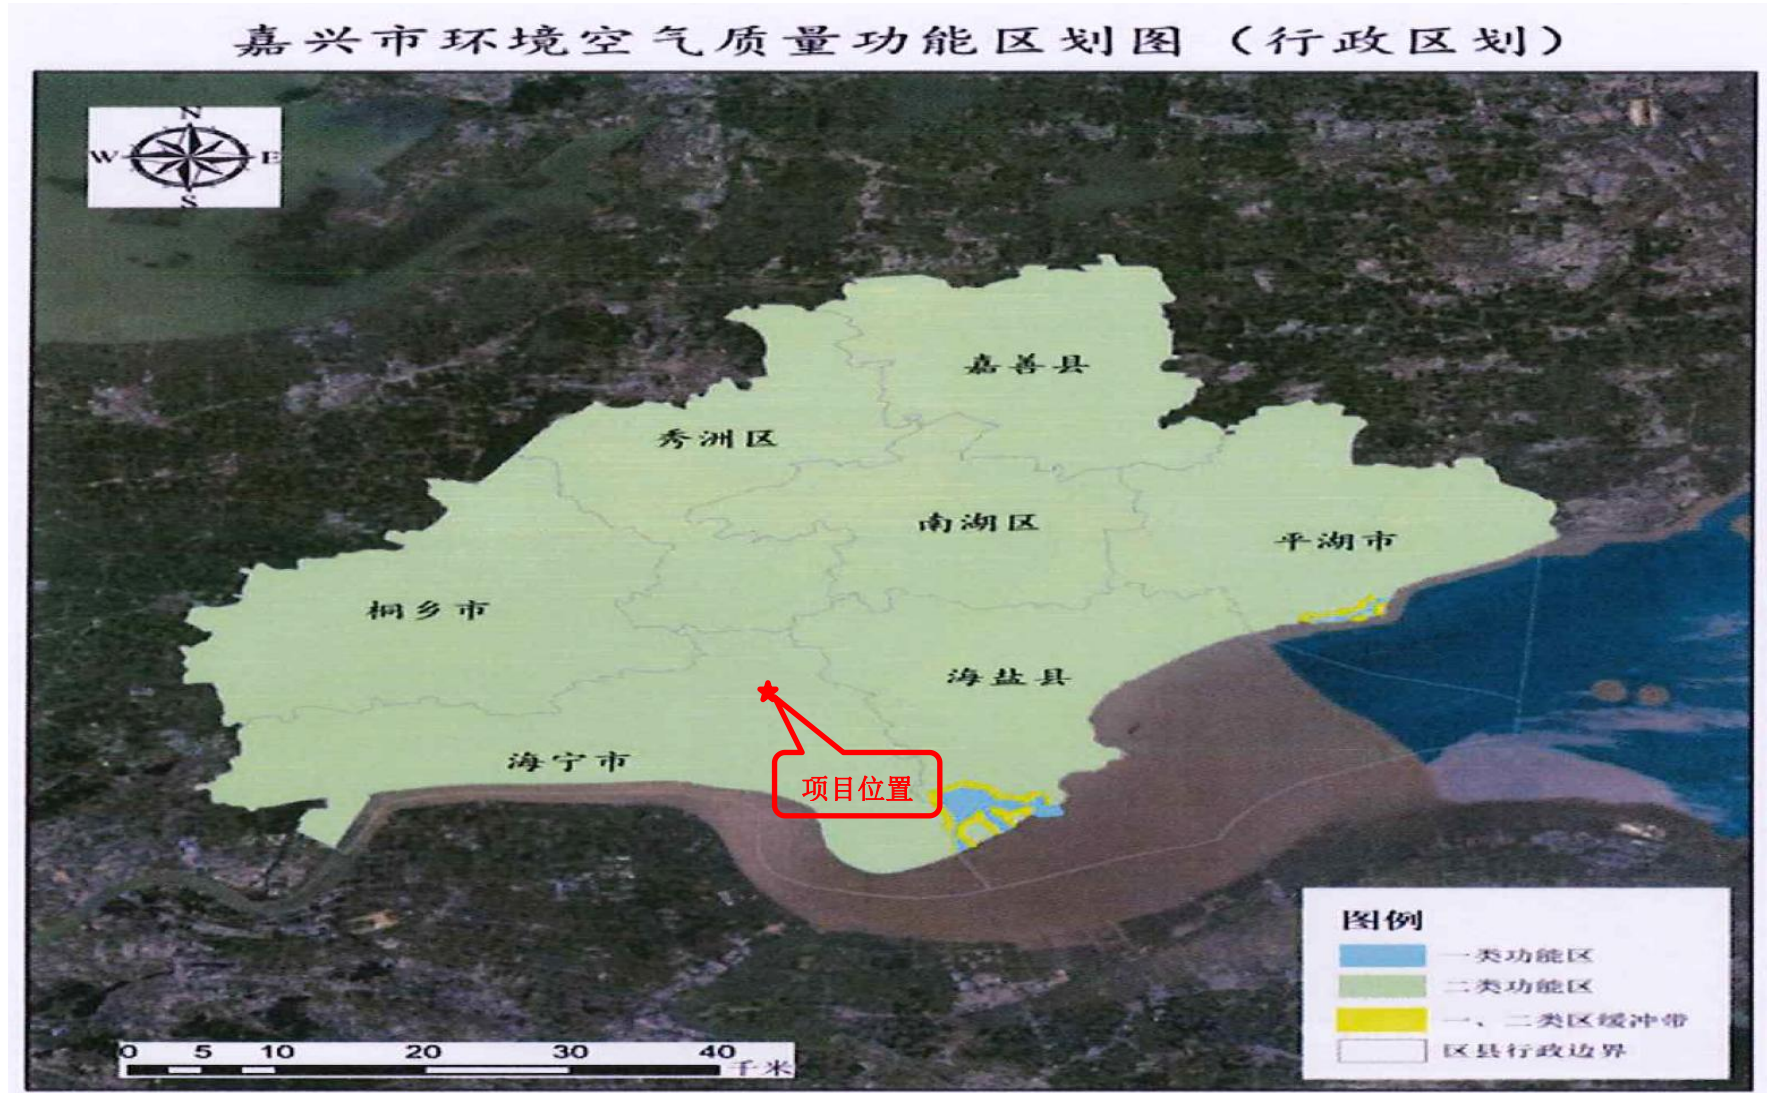 嘉兴市环境空气质量功能区划图（行政区划）
N
W E
S
嘉善县
秀洲区
南湖区
平湖市
桐乡市
海盐县
海宁市
项目位置
图例
一类功能区
二类功能区
一、二类区缓冲带
区县行政边界
0 5 10 20 30 40
千米